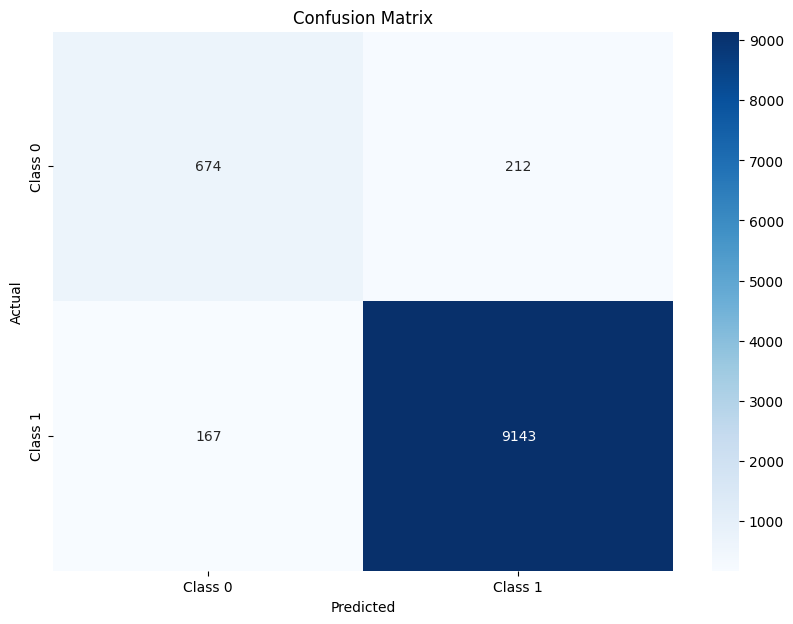 Confusion Matrix
Actual
Class 0
Class 1
674
212
167
9143
Class 0
Class 1
Predicted
9000
8000
7000
6000
5000
4000
3000
2000
1000